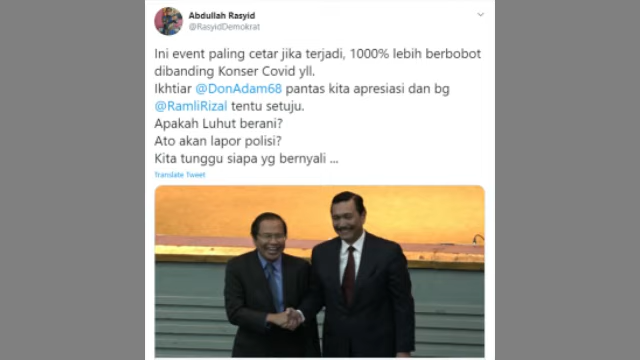 Abdullah Rasyid
@RasyidDemokrat
Ini event paling cetar jika terjadi, 1000% lebih berbobot
dibanding Konser Covid yll.
Ikhtiar @DonAdam68 pantas kita apresiasi dan bg
@RamliRizal tentu setuju.
Apakah Luhut berani?
Ato akan lapor polisi?
Kita tunggu siapa yg bernyali ...
Translate Tweet